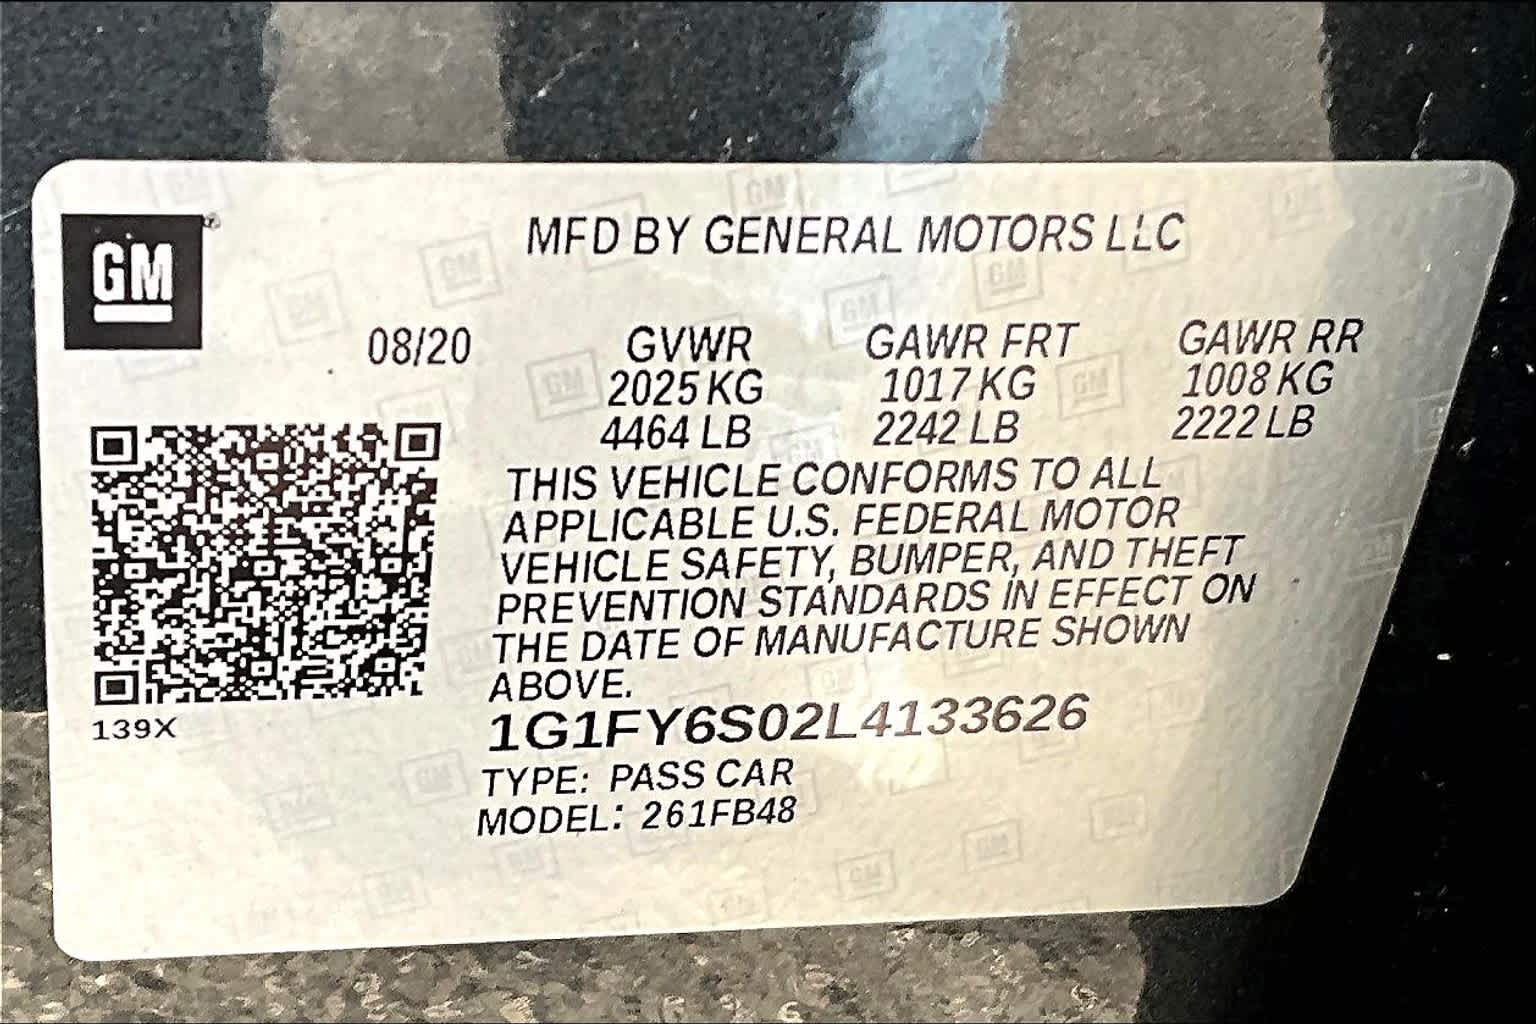 GM
MFD BY GENERAL MOTORS LLC
08/20
GVWR GAWR FRT GAWR RR
2025 KG 1017 KG 1008 KG
4464 LB 2242 LB 2222 LB
THIS VEHICLE CONFORMS TO ALL
APPLICABLE U.S. FEDERAL MOTOR
VEHICLE SAFETY, BUMPER, AND THEFT
PREVENTION STANDARDS IN EFFECT ON
THE DATE OF MANUFACTURE SHOWN
ABOVE.
139X
1G1FY6S02L4133626
TYPE: PASS CAR
MODEL: 261FB48